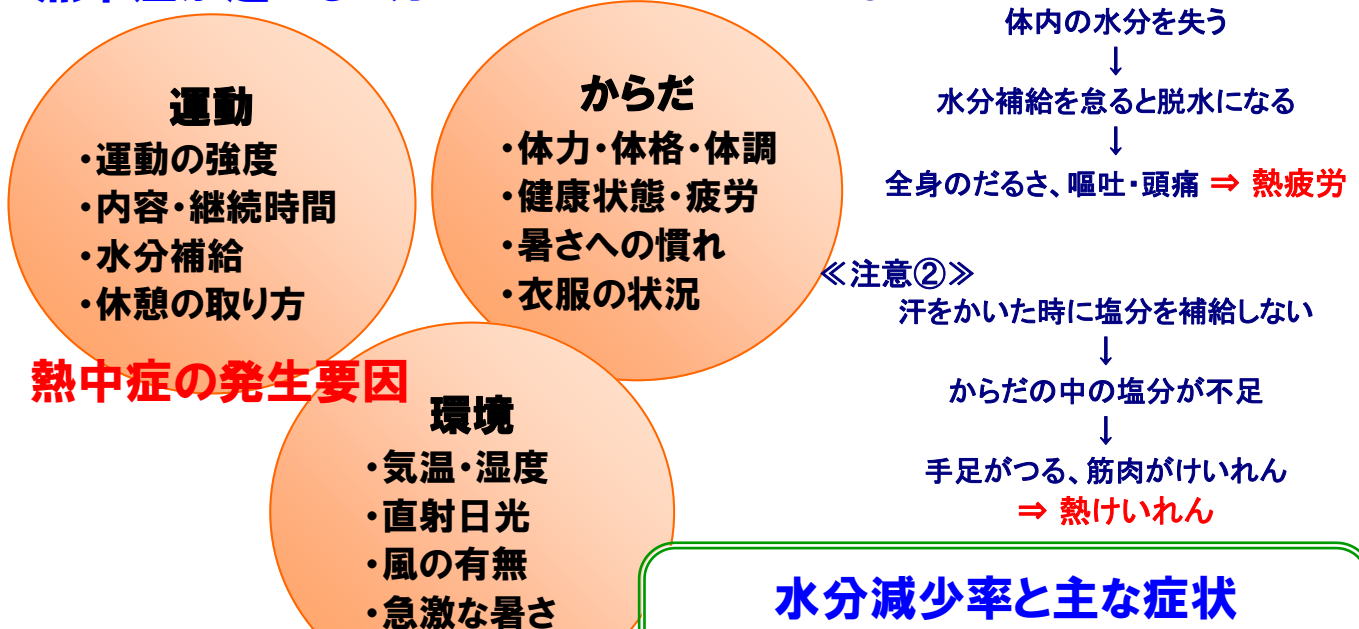 運動
・運動の強度
・内容・継続時間
・水分補給
・休憩の取り方
からだ
・体力・体格・体調
・健康状態・疲労
・暑さへの慣れ
・衣服の状況
熱中症の発生要因
環境
・気温・湿度
・直射日光
・風の有無
・急激な暑さ
体内の水分を失う
↓
水分補給を怠ると脱水になる
↓
全身のだるさ、嘔吐・頭痛 ⇒ 熱疲労
≪注意②≫
汗をかいた時に塩分を補給しない
↓
からだの中の塩分が不足
↓
手足がつる、筋肉がけいれん
⇒ 熱けいれん
水分減少率と主な症状